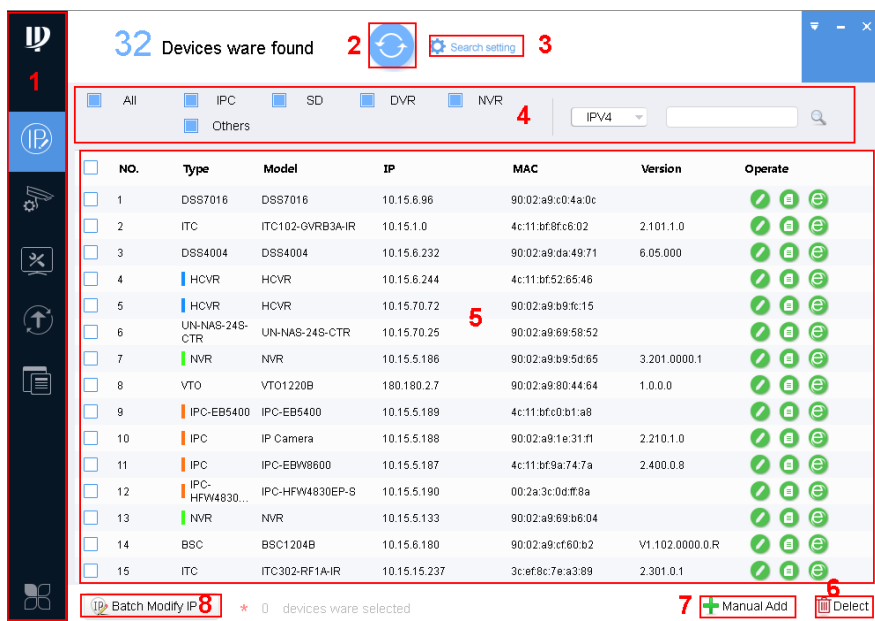 32 Devices ware found 2 Search setting 3
1
All IPC SD DVR NVR
Others
4 IPV4
NO. Type Model IP MAC Version Operate
1 DSS7016 DSS7016 10.15.6.96 90:02:a9:c0:4a:0c
2 ITC ITC102-GVRB3A-IR 10.15.1.0 4c:11:bf:8f:c6:02 2.101.1.0
3 DSS4004 DSS4004 10.15.6.232 90:02:a9:da:49:71 6.05.000
4 HCVR HCVR 10.15.6.244 4c:11:bf:52:65:46
5 HCVR HCVR 10.15.70.72 90:02:a9:b9:fc:15
5
6 UN-NAS-24S-CTR UN-NAS-24S-CTR 10.15.70.25 90:02:a9:69:58:52
7 NVR NVR 10.15.5.186 90:02:a9:b9:5d:65 3.201.0000.1
8 VTO VTO1220B 180.180.2.7 90:02:a9:80:44:64 1.0.0.0
9 IPC-EB5400 IPC-EB5400 10.15.5.189 4c:11:bf:c0:b1:a8
10 IPC IP Camera 10.15.5.188 90:02:a9:1e:31:f1 2.210.1.0
11 IPC IPC-EBW8600 10.15.5.187 4c:11:bf:9a:74:7a 2.400.0.8
12 IPC-HFW4830... IPC-HFW4830EP-S 10.15.5.190 00:2a:3c:0d:ff:8a
13 NVR NVR 10.15.5.133 90:02:a9:69:b6:04
14 BSC BSC1204B 10.15.6.180 90:02:a9:cf:60:b2 V1.102.0000.0.R
15 ITC ITC302-RF1A-IR 10.15.15.237 3c:ef:8c:7e:a3:89 2.301.0.1
6
IP Batch Modify IP 8 * 0 devices ware selected 7 Manual Add Delect